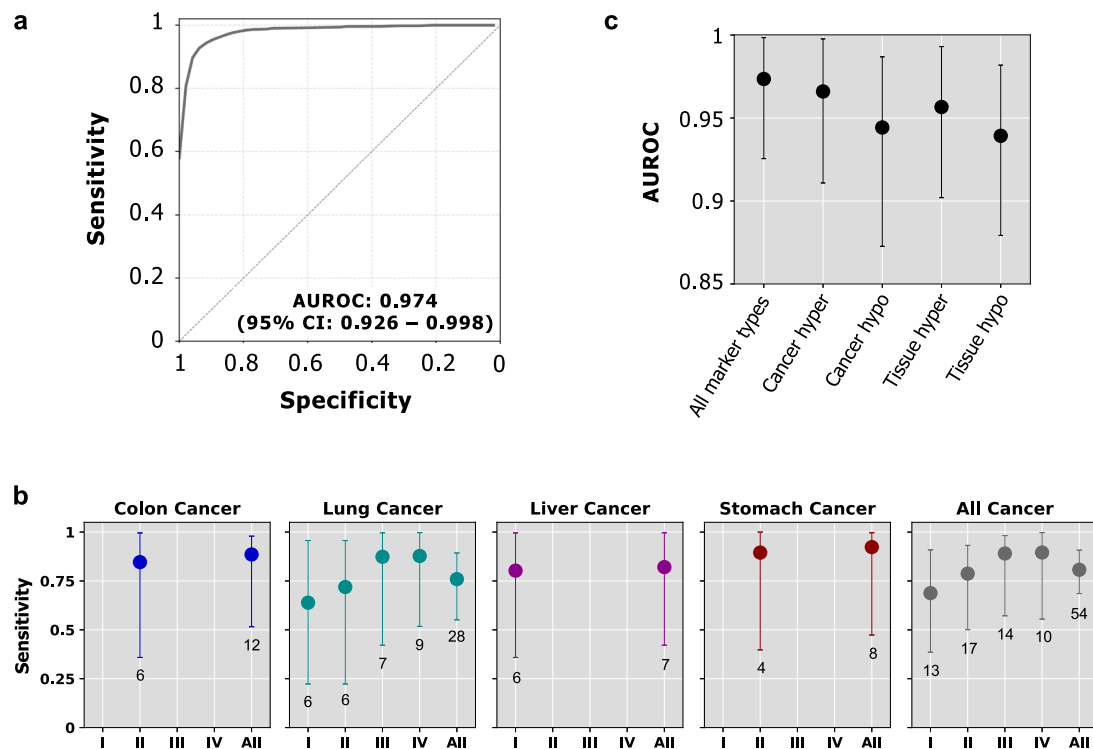 a
1
0.8
0.6
0.4
0.2
0
Sensitivity
AUROC: 0.974
(95% CI: 0.926 – 0.998)
1 0.8 0.6 0.4 0.2 0
Specificity
c
1
0.95
0.9
0.85
AUROC
All marker types
Cancer hyper
Cancer hypo
Tissue hyper
Tissue hypo
b
Colon Cancer
Lung Cancer
Liver Cancer
Stomach Cancer
All Cancer
1
0.75
0.5
0.25
0
Sensitivity
6 12
6 6 7 9 28
6 7
4 8
13 17 14 10 54
I II III IV All
I II III IV All
I II III IV All
I II III IV All
I II III IV All